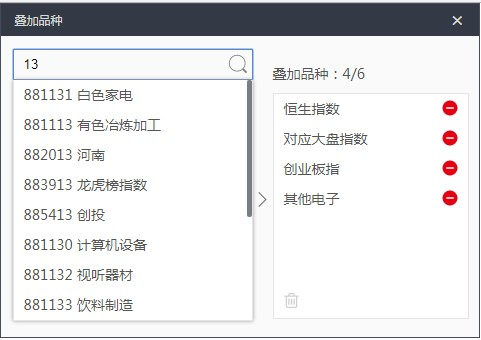 叠加品种
13
881131 白色家电
881113 有色冶炼加工
882013 河南
883913 龙虎榜指数
885413 创投
881130 计算机设备
881132 视听器材
881133 饮料制造
叠加品种：4/6
恒生指数
对应大盘指数
创业板指
其他电子